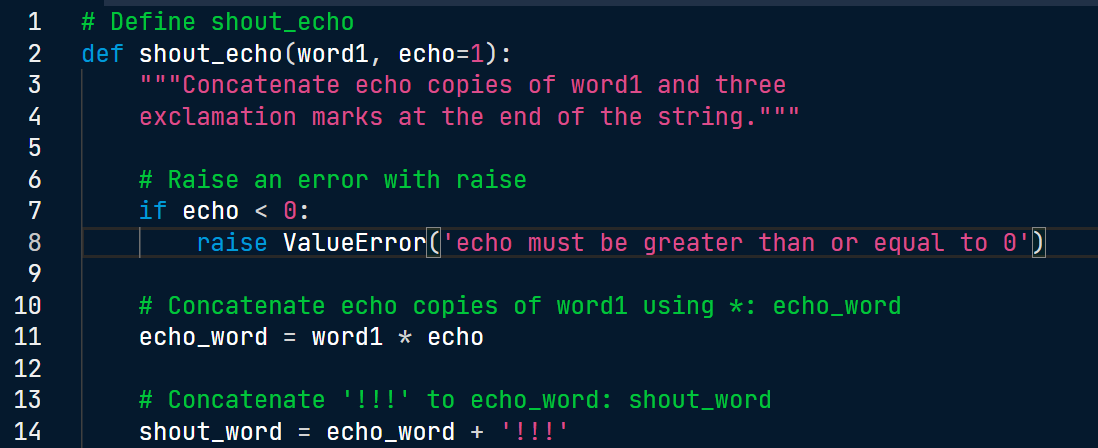 1 # Define shout_echo
2 def shout_echo(word1, echo=1):
3     """Concatenate echo copies of word1 and three
4     exclamation marks at the end of the string."""
5
6     # Raise an error with raise
7     if echo < 0:
8         raise ValueError('echo must be greater than or equal to 0')
9
10     # Concatenate echo copies of word1 using *: echo_word
11     echo_word = word1 * echo
12
13     # Concatenate '!!!' to echo_word: shout_word
14     shout_word = echo_word + '!!!'